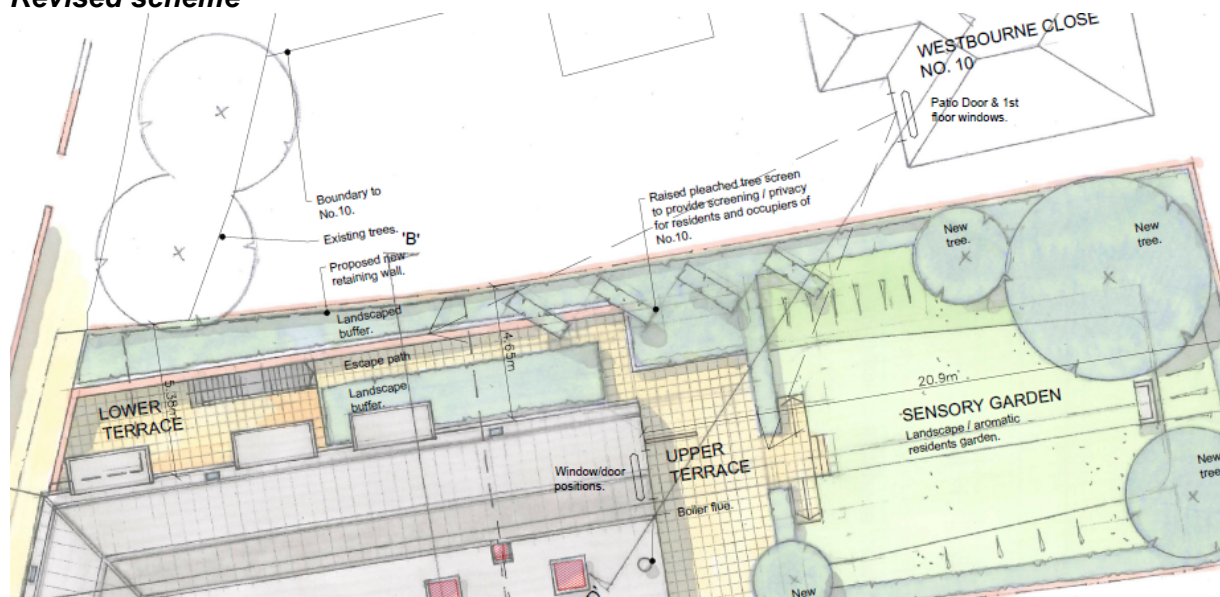 Revised scheme
WESTBOURNE CLOSE
NO. 10
Patio Door & 1st
floor windows.
Boundary to
No.10.
Existing trees.
'B'
Proposed new
retaining wall.
Raised pleached tree screen
to provide screening / privacy
for residents and occupiers of
No.10.
New
tree.
New
tree.
Landscaped
buffer.
Escape path
4.65m
5.38m
Landscape
buffer.
LOWER
TERRACE
20.9m
SENSORY GARDEN
Landscape / aromatic
residents garden.
UPPER
TERRACE
Window/door
positions.
Boiler flue.
New
tree.
New